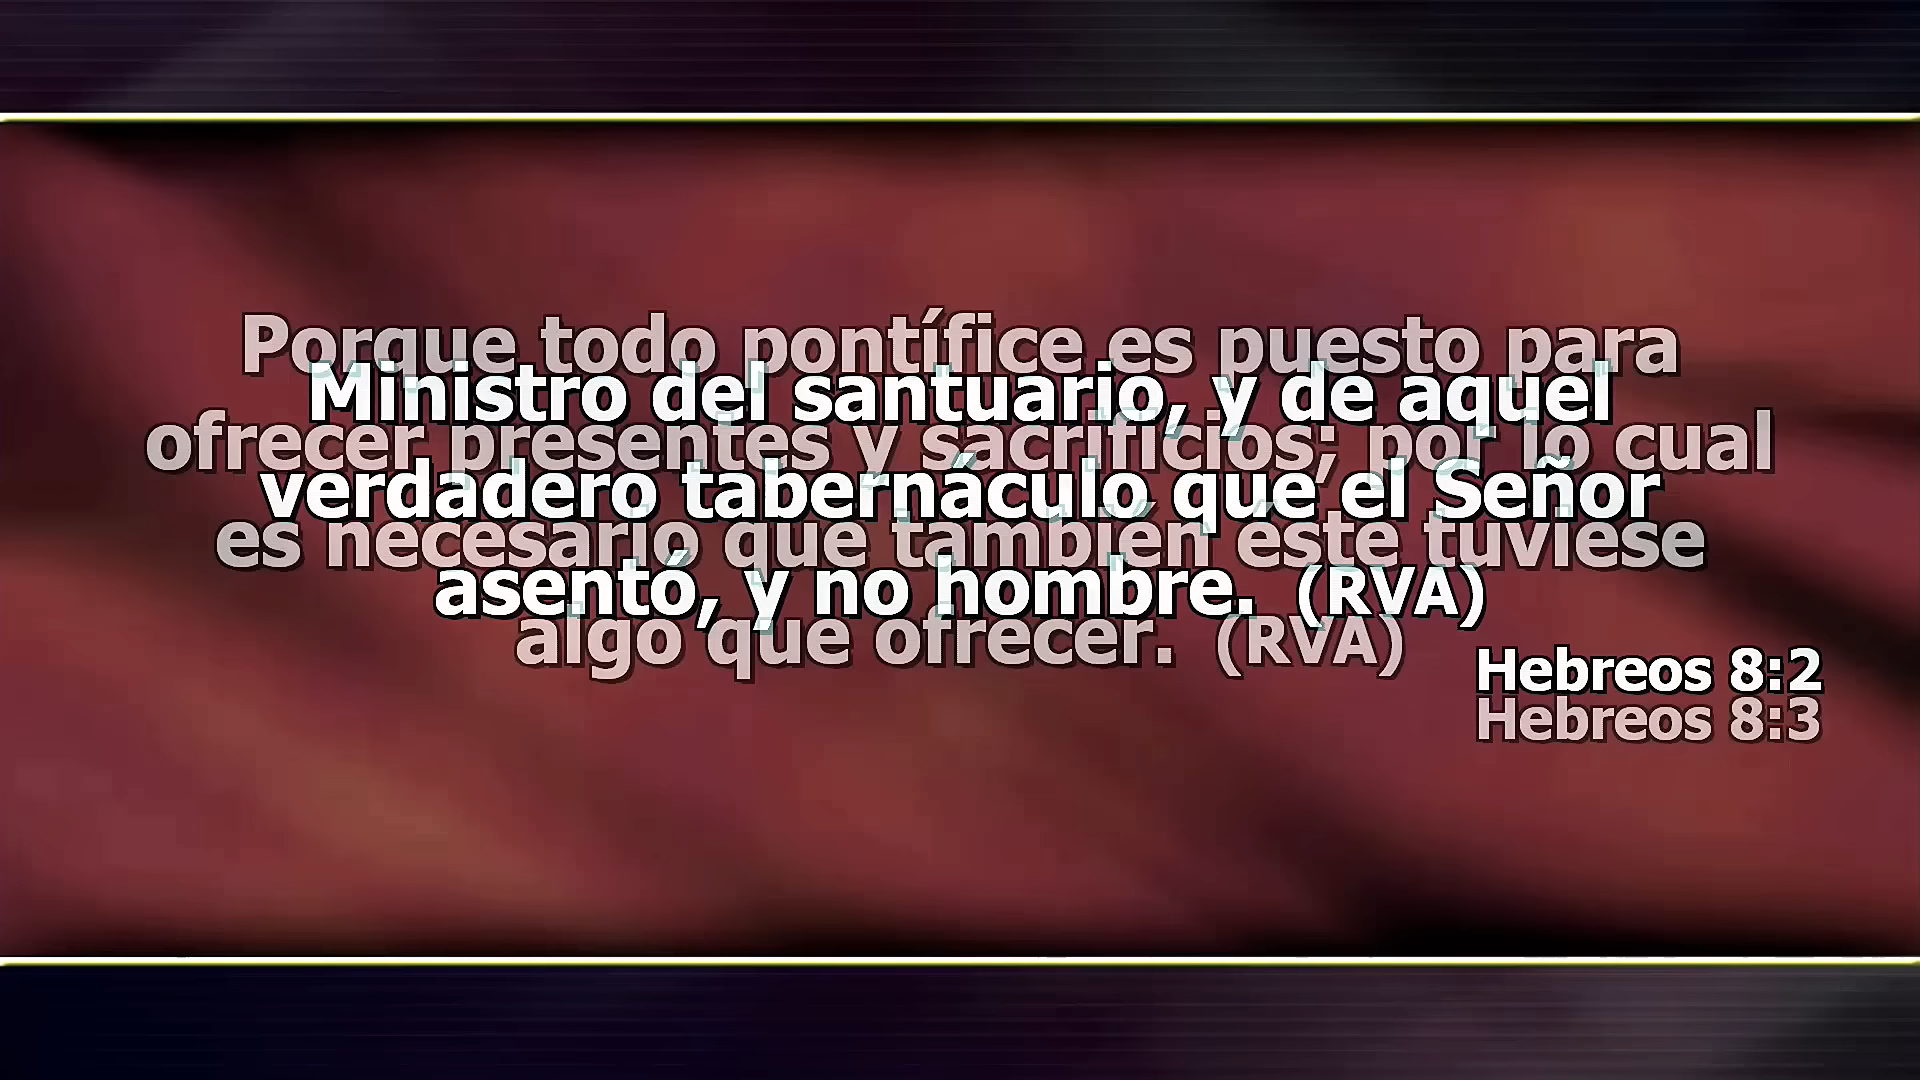 Porque todo pontífice es puesto para
Ministro del santuario, y de aquel
ofrecer presentes y sacrificios; por lo cual
verdadero tabernáculo que el Señor
es necesario que también éste tuviese
asentó, y no hombre. (RVA)
algo que ofrecer. (RVA)
Hebreos 8:2
Hebreos 8:3